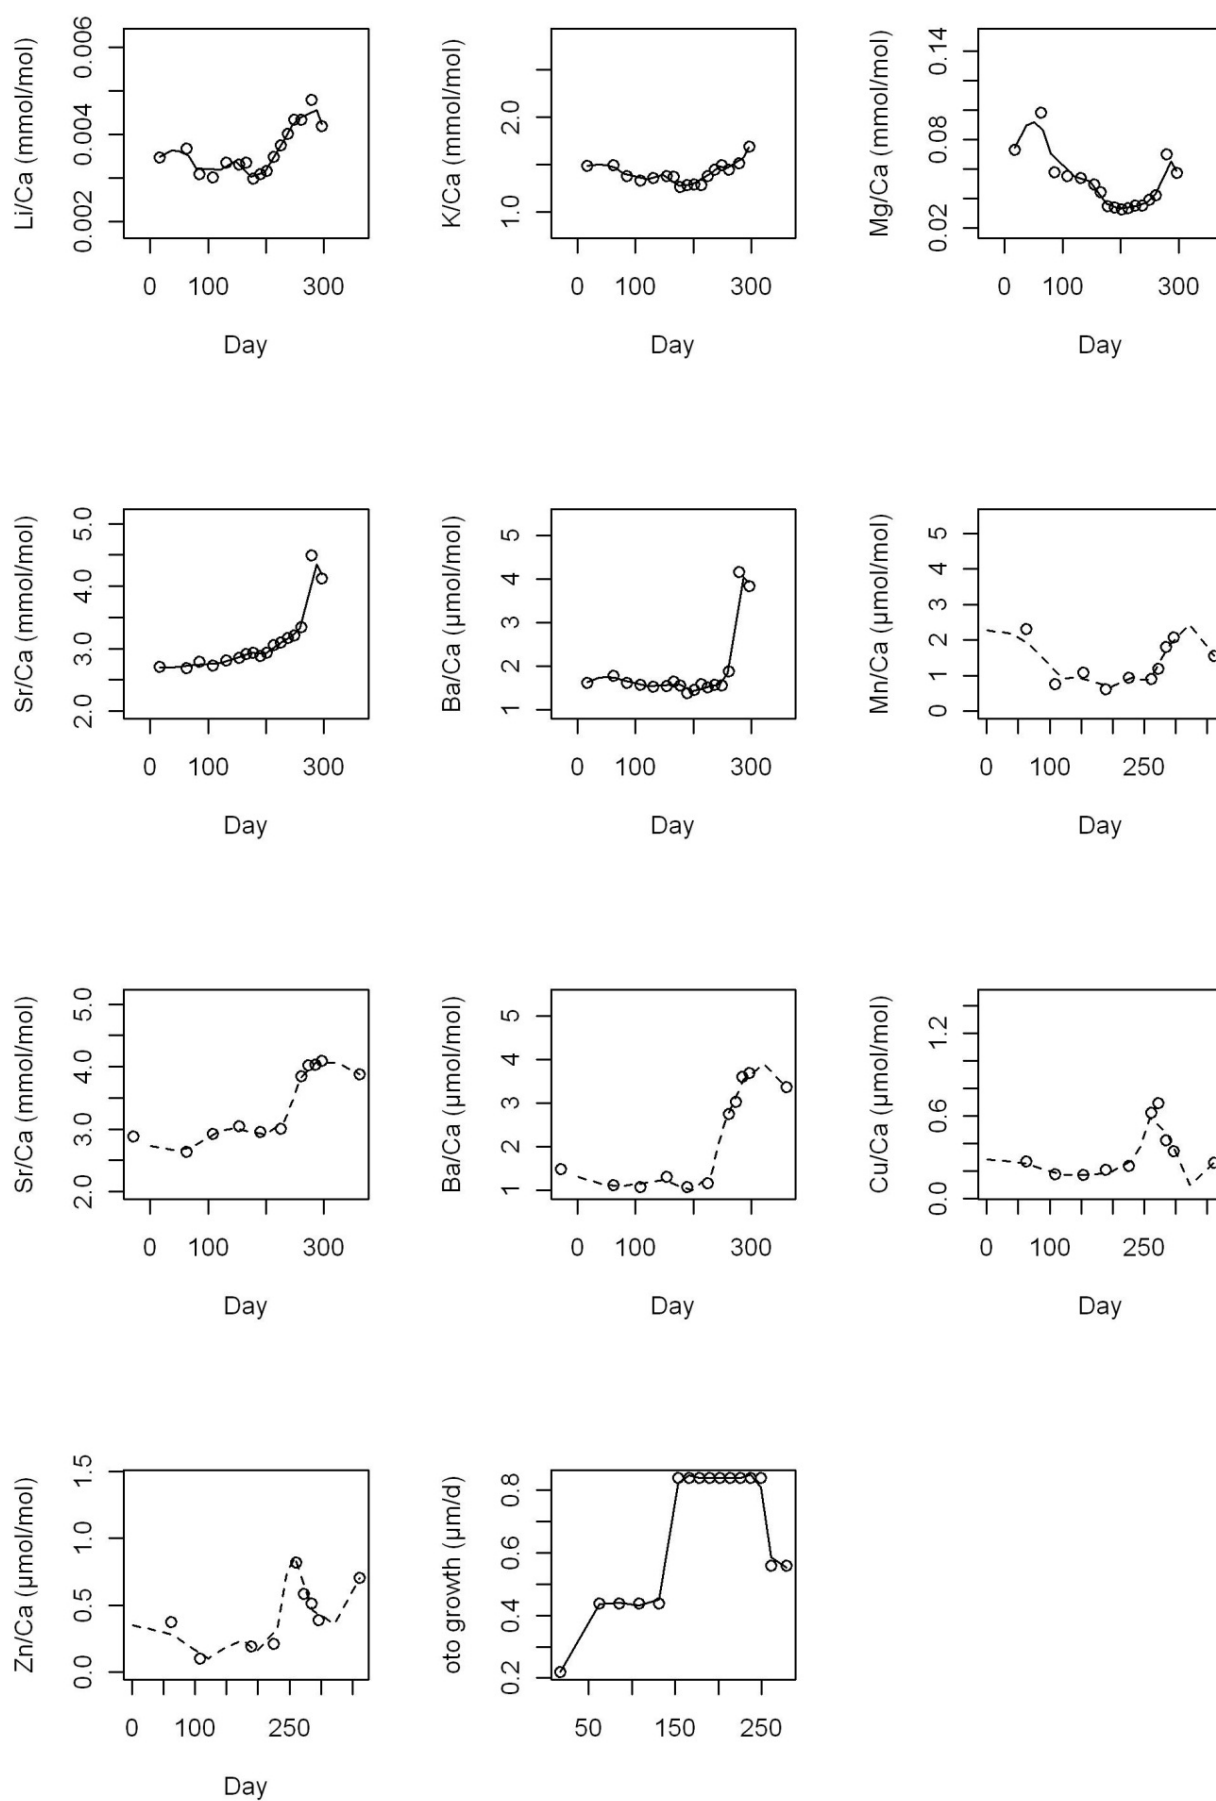 Li/Ca (mmol/mol)
0.002 0.004 0.006
0 100 300
Day
K/Ca (mmol/mol)
1.0 2.0
0 100 300
Day
Mg/Ca (mmol/mol)
0.02 0.08 0.14
0 100 300
Day
Sr/Ca (mmol/mol)
2.0 3.0 4.0 5.0
0 100 300
Day
Ba/Ca (µmol/mol)
1 2 3 4 5
0 100 300
Day
Mn/Ca (µmol/mol)
0 1 2 3 4 5
0 100 250
Day
Sr/Ca (mmol/mol)
2.0 3.0 4.0 5.0
0 100 300
Day
Ba/Ca (µmol/mol)
1 2 3 4 5
0 100 300
Day
Cu/Ca (µmol/mol)
0.0 0.6 1.2
0 100 250
Day
Zn/Ca (µmol/mol)
0.0 0.5 1.0 1.5
0 100 250
Day
oto growth (µm/d)
0.2 0.4 0.6 0.8
50 150 250